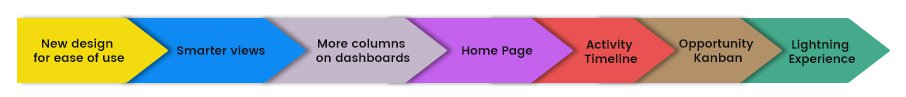 New design
for ease of use
Smarter views
More columns
on dashboards
Home Page
Activity
Timeline
Opportunity
Kanban
Lightning
Experience